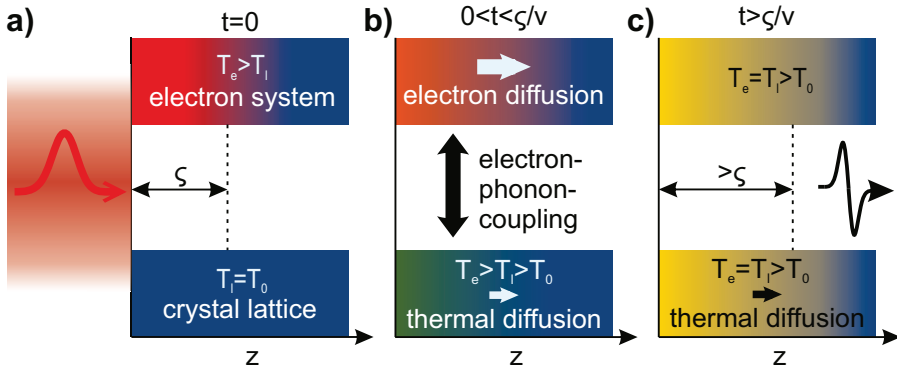 a)
t=0
Tₑ>Tₗ
electron system
ς
Tₗ=T₀
crystal lattice
z
b)
0<t<ς/v
electron diffusion
electron-
phonon-
coupling
Tₑ>Tₗ>T₀
thermal diffusion
z
c)
t>ς/v
Tₑ=Tₗ>T₀
>ς
Tₑ=Tₗ>T₀
thermal diffusion
z